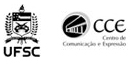 UFSC
CCE
Centro de
Comunicação e Expressão